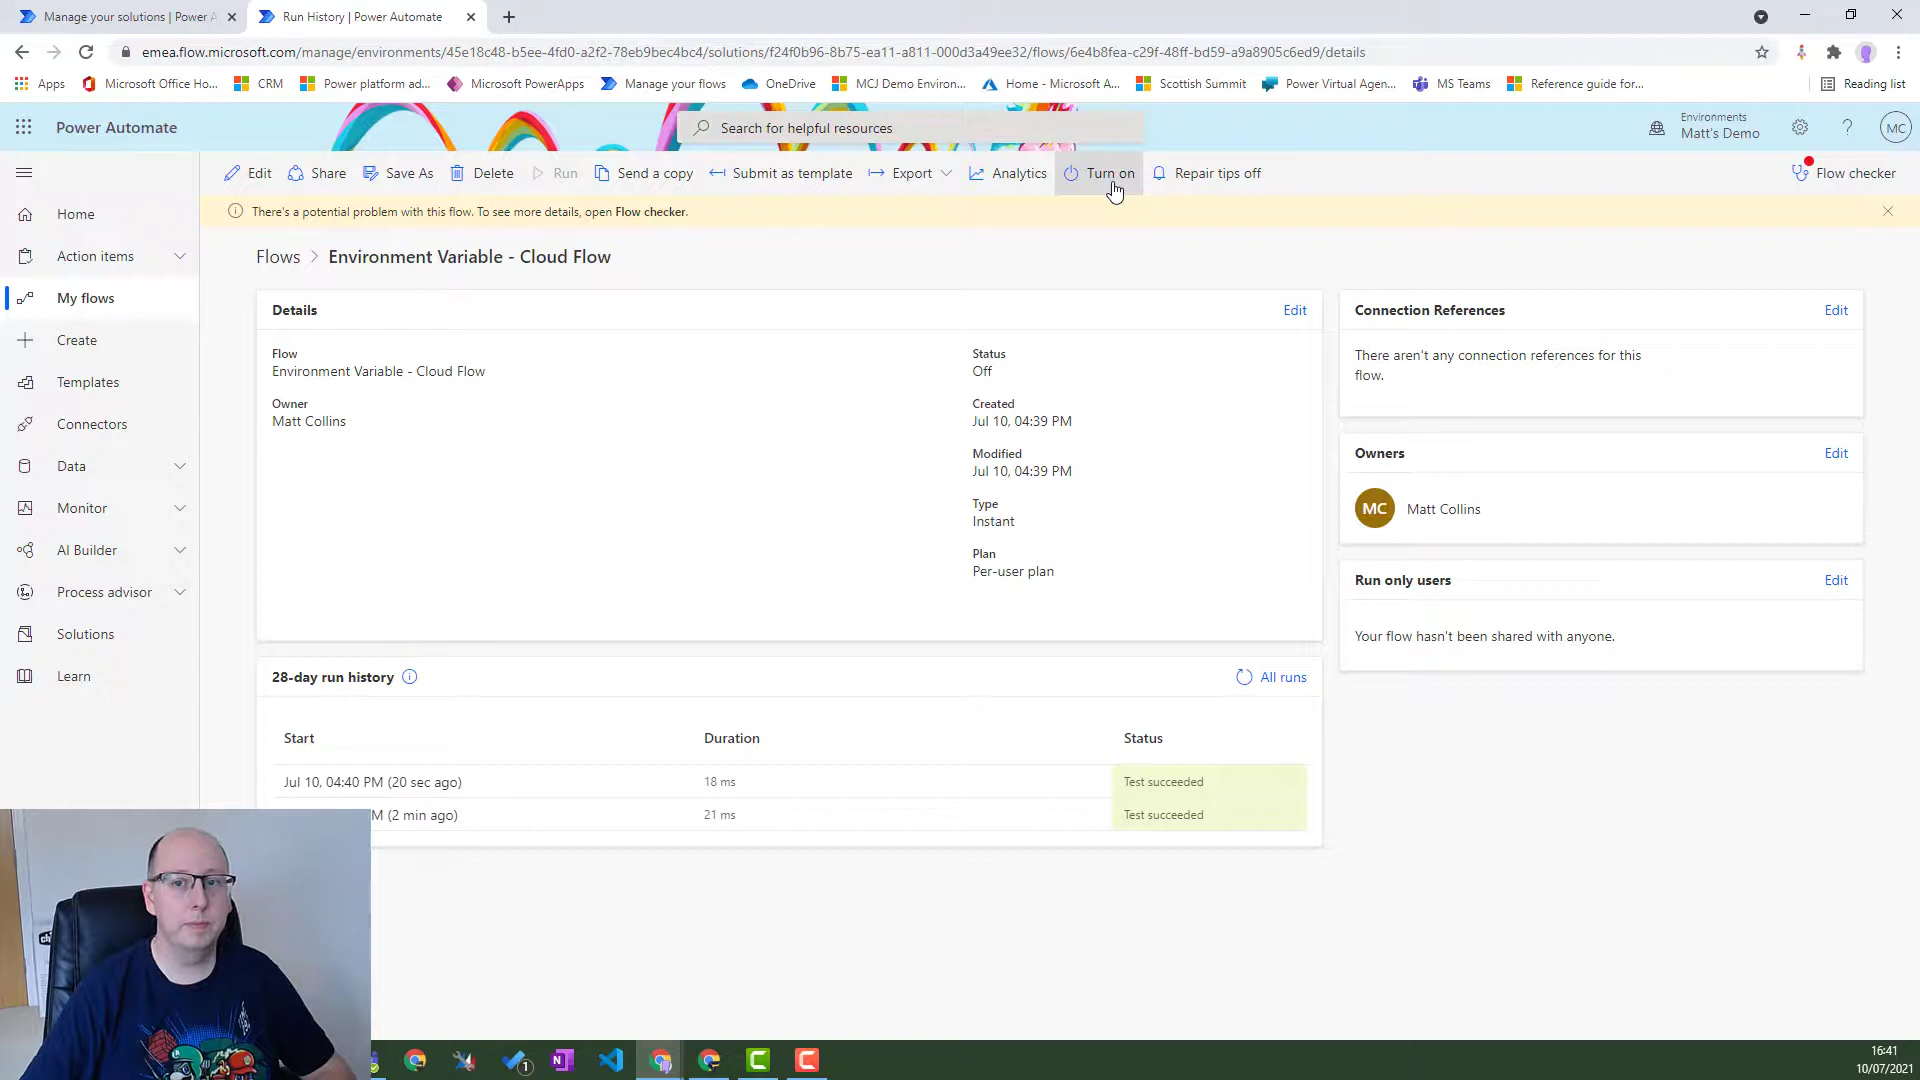 Manage your solutions | Power A
Run History | Power Automate
emea.flow.microsoft.com/manage/environments/45e18c48-b5ee-4fd0-a2f2-78eb9bec4bc4/solutions/f24f0b96-8b75-ea11-a811-000d3a49ee32/flows/6e4b8fea-c29f-48ff-bd59-a9a8905c6ed9/details
Apps Microsoft Office Ho... CRM Power platform ad... Microsoft PowerApps Manage your flows OneDrive MCJ Demo Environ... Home - Microsoft A... Scottish Summit Power Virtual Agen... MS Teams Reference guide for... Reading list
Power Automate
Search for helpful resources
Environments
Matt's Demo
MC
Edit Share Save As Delete Run Send a copy Submit as template Export Analytics Turn on Repair tips off Flow checker
There's a potential problem with this flow. To see more details, open Flow checker.
Home
Action items
My flows
Create
Templates
Connectors
Data
Monitor
AI Builder
Process advisor
Solutions
Learn
Flows > Environment Variable - Cloud Flow
Details Edit
Flow
Environment Variable - Cloud Flow
Owner
Matt Collins
Status
Off
Created
Jul 10, 04:39 PM
Modified
Jul 10, 04:39 PM
Type
Instant
Plan
Per-user plan
Connection References Edit
There aren't any connection references for this
flow.
Owners Edit
MC Matt Collins
Run only users Edit
Your flow hasn't been shared with anyone.
28-day run history All runs
Start Duration Status
Jul 10, 04:40 PM (20 sec ago) 18 ms Test succeeded
M (2 min ago) 21 ms Test succeeded
1
N
16:41
10/07/2021